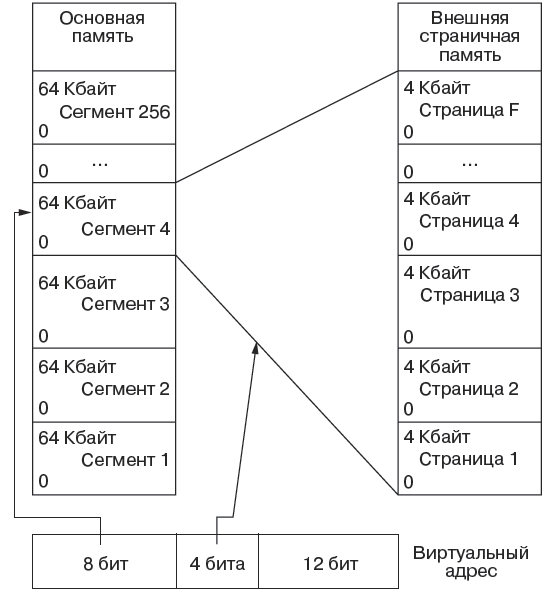 Основная
память
64 Кбайт
Сегмент 256
0
...
0
64 Кбайт
Сегмент 4
0
64 Кбайт
Сегмент 3
0
64 Кбайт
Сегмент 2
0
64 Кбайт
Сегмент 1
0
Внешняя
страничная
память
4 Кбайт
Страница F
0
...
0
4 Кбайт
Страница 4
0
4 Кбайт
Страница 3
0
4 Кбайт
Страница 2
0
4 Кбайт
Страница 1
0
8 бит
4 бита
12 бит
Виртуальный
адрес